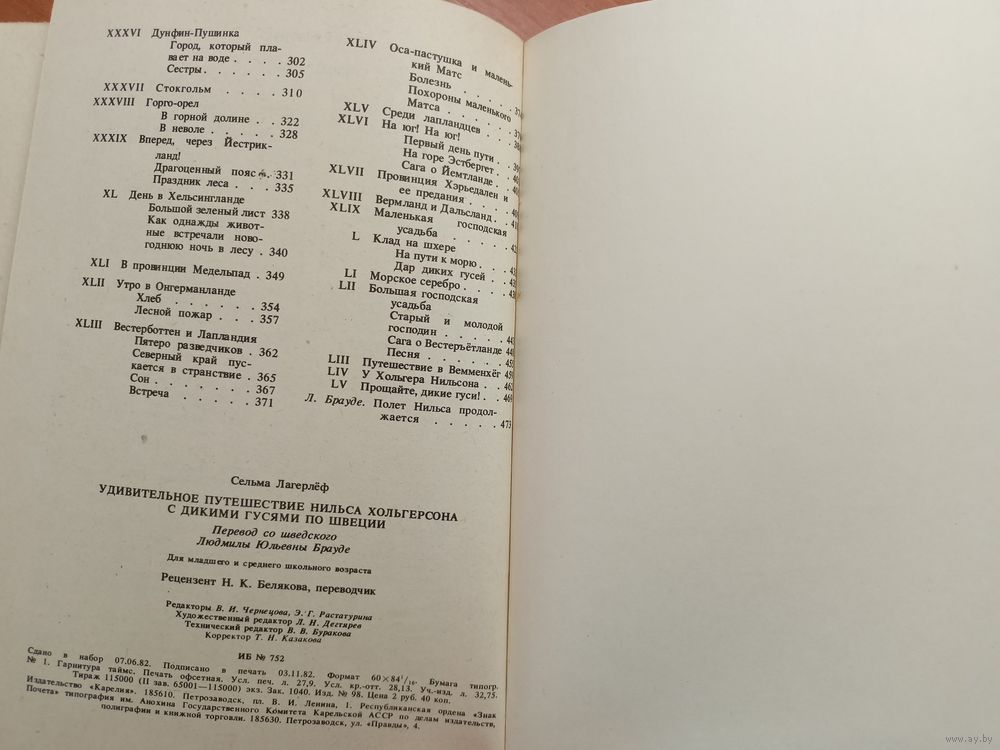 XXXVI Дунфин-Пушинка
Город, который пла-
вает на воде . . . . 302
Сестры . . . . . 305
XXXVII Стокгольм . . . . 310
XXXVIII Горго-орел
В горной долине . . 322
В неволе . . . . . 328
XXXIX Вперед, через Йестрик-
ланд!
Драгоценный пояс . . 331
Праздник леса . . . 335
XL День в Хельсингланде
Большой зеленый лист 338
Как однажды живот-
ные встречали ново-
годнюю ночь в лесу . 340
XLI В провинции Медельпад . 349
XLII Утро в Онгерманланде
Хлеб . . . . . 354
Лесной пожар . . . 357
XLIII Вестерботтен и Лапландия
Пятеро разведчиков . 362
Северный край пус-
кается в странствие . 365
Сон . . . . . . 367
Встреча . . . . . 371
XLIV Оса-пастушка и малень-
кий Матс
Болезнь . . . . .
Похороны маленького
Матса . . . . .
XLV Среди лапландцев . .
XLVI На юг! На юг!
Первый день пути . .
На горе Эстбергет . .
Сага о Йемтланде . .
XLVII Провинция Хэрьедален и
ее предания . . . .
XLVIII Вермланд и Дальсланд .
XLIX Маленькая господская
усадьба . . . . .
L Клад на шхере
На пути к морю . . .
Дар диких гусей . .
LI Морское серебро . . .
LII Большая господская
усадьба
Старый и молодой
господин . . . . .
Сага о Вестеръётланде
Песня . . . . .
LIII Путешествие в Вемменхёг
LIV У Хольгера Нильсона . . 462
LV Прощайте, дикие гуси! . . 469
Л. Брауде. Полет Нильса продол-
жается . . . . . 473
Сельма Лагерлёф
УДИВИТЕЛЬНОЕ ПУТЕШЕСТВИЕ НИЛЬСА ХОЛЬГЕРСОНА
С ДИКИМИ ГУСЯМИ ПО ШВЕЦИИ
Перевод со шведского
Людмилы Юльевны Брауде
Для младшего и среднего школьного возраста
Рецензент Н. К. Белякова, переводчик
Редакторы В. И. Чернецова, Э. Г. Растатурина
Художественный редактор Л. Н. Дегтярев
Технический редактор В. В. Буракова
Корректор Т. Н. Казакова
ИБ № 752
Сдано в набор 07.06.82. Подписано в печать 03.11.82. Формат 60×84 1/16. Бумага типогр.
№ 1. Гарнитура таймс. Печать офсетная. Усл. печ. л. 27,9. Усл. кр.-отт. 28,13. Уч.-изд. л. 32,75.
Тираж 115000 (II зав. 65001—115000) экз. Зак. 1040. Изд. № 98. Цена 2 руб. 40 коп.
Издательство «Карелия». 185610. Петрозаводск, пл. В. И. Ленина, 1. Республиканская ордена «Знак
Почета» типография им. Анохина Государственного Комитета Карельской АССР по делам издательств,
полиграфии и книжной торговли. 185630. Петрозаводск, ул. «Правды», 4.
www.ay.by